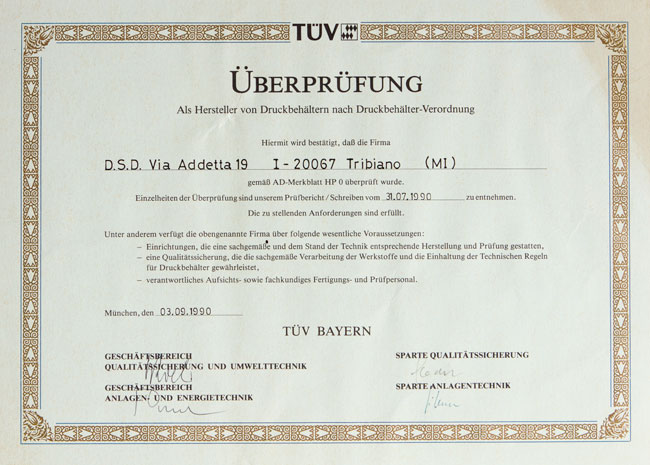 TÜV
ÜBERPRÜFUNG
Als Hersteller von Druckbehältern nach Druckbehälter-Verordnung
Hiermit wird bestätigt, daß die Firma
D.S.D. Via Addetta 19 I-20067 Tribiano (MI)
gemäß AD-Merkblatt HP 0 überprüft wurde.
Einzelheiten der Überprüfung sind unserem Prüfbericht / Schreiben vom 31.07.1990 zu entnehmen.
Die zu stellenden Anforderungen sind erfüllt.
Unter anderem verfügt die obengenannte Firma über folgende wesentliche Voraussetzungen:
– Einrichtungen, die eine sachgemäße und dem Stand der Technik entsprechende Herstellung und Prüfung gestatten,
– eine Qualitätssicherung, die die sachgemäße Verarbeitung der Werkstoffe und die Einhaltung der Technischen Regeln
für Druckbehälter gewährleistet,
– verantwortliches Aufsichts- sowie fachkundiges Fertigungs- und Prüfpersonal.
München, den 03.09.1990
TÜV BAYERN
GESCHÄFTSBEREICH
QUALITÄTSSICHERUNG UND UMWELTTECHNIK
SPARTE QUALITÄTSSICHERUNG
GESCHÄFTSBEREICH
ANLAGEN- UND ENERGIETECHNIK
SPARTE ANLAGENTECHNIK